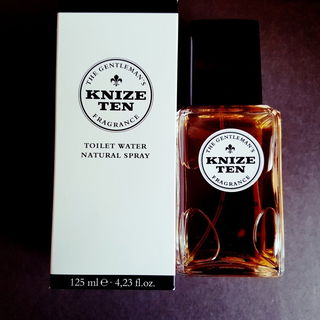 THE GENTLEMAN'S
KNIZE
TEN
FRAGRANCE
TOILET WATER
NATURAL SPRAY
125 ml e - 4,23 fl.oz.
THE GENTLEMAN'S
KNIZE
TEN
FRAGRANCE